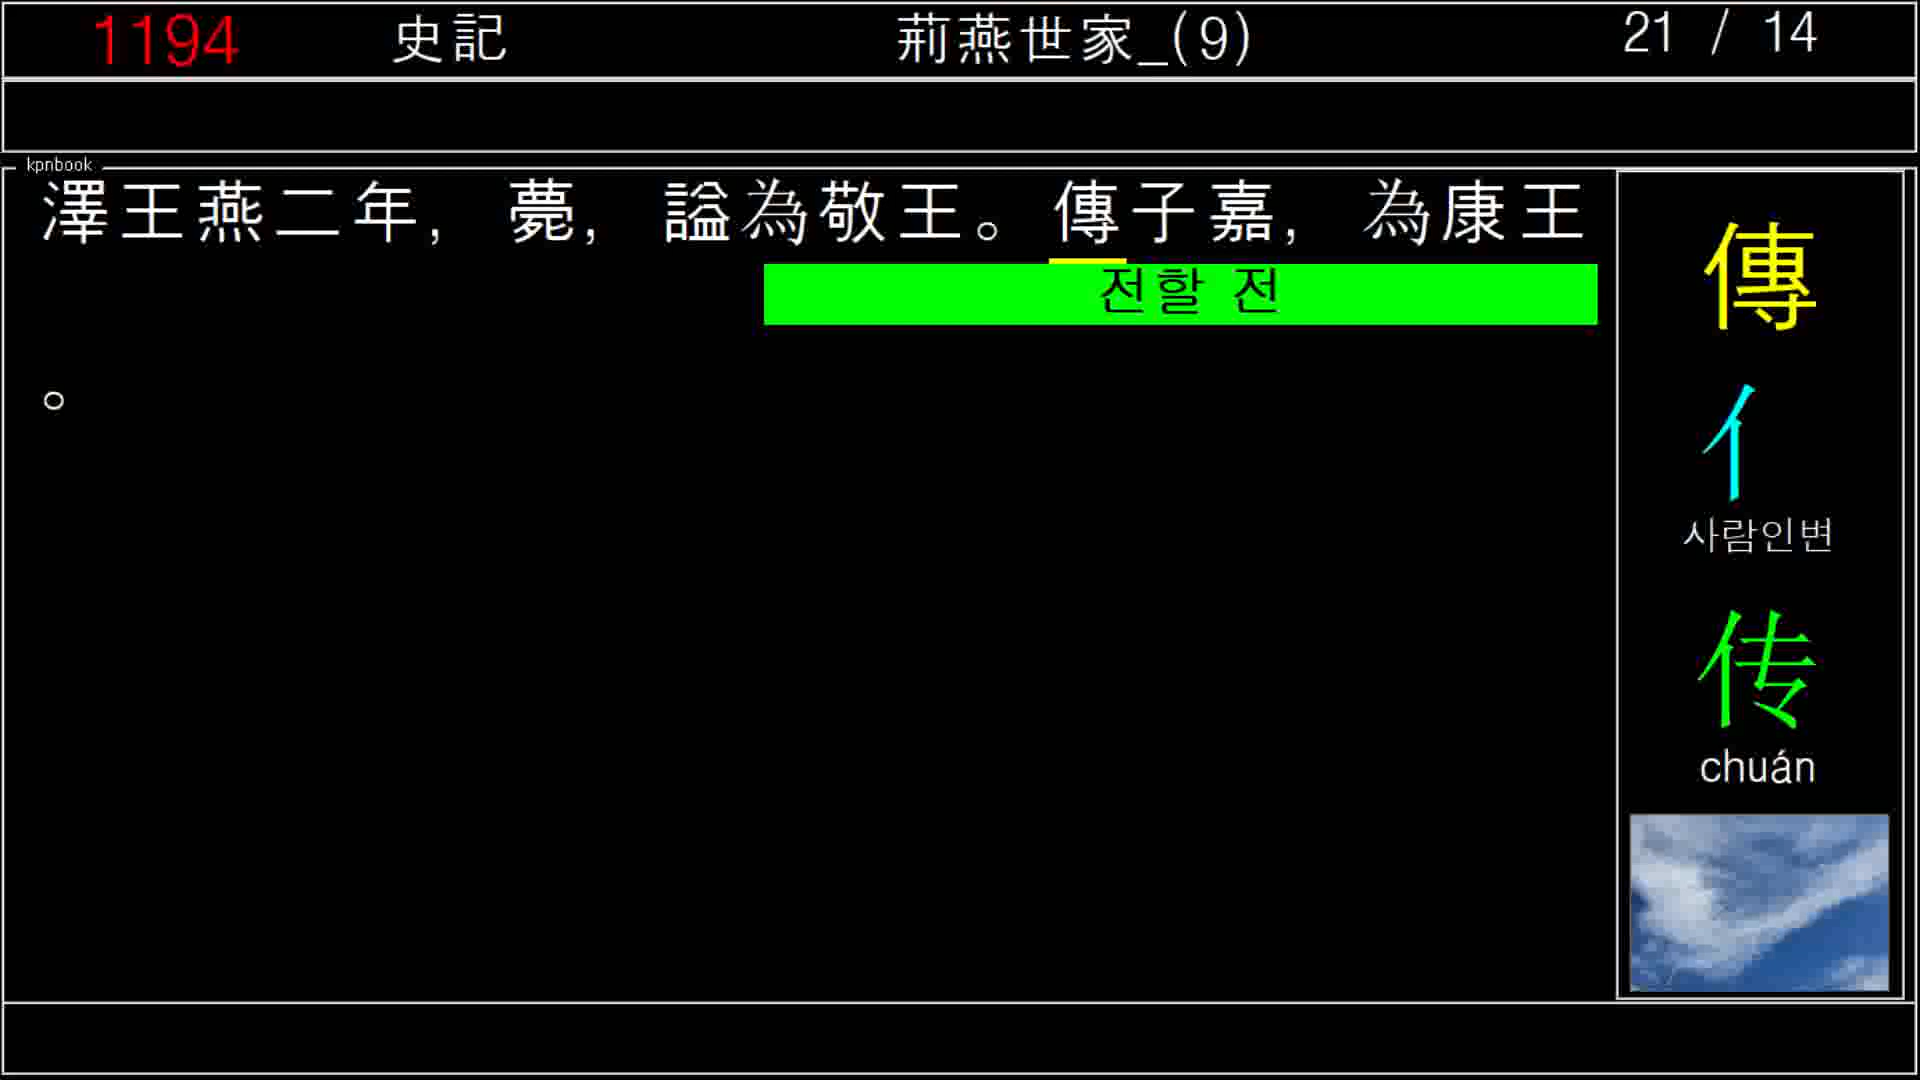 1194 史記 荊燕世家_(9) 21 / 14
kpnbook
澤王燕二年, 薨, 謚為敬王。傳子嘉, 為康王
전할 전
。
傳
亻
사람인변
传
chuán